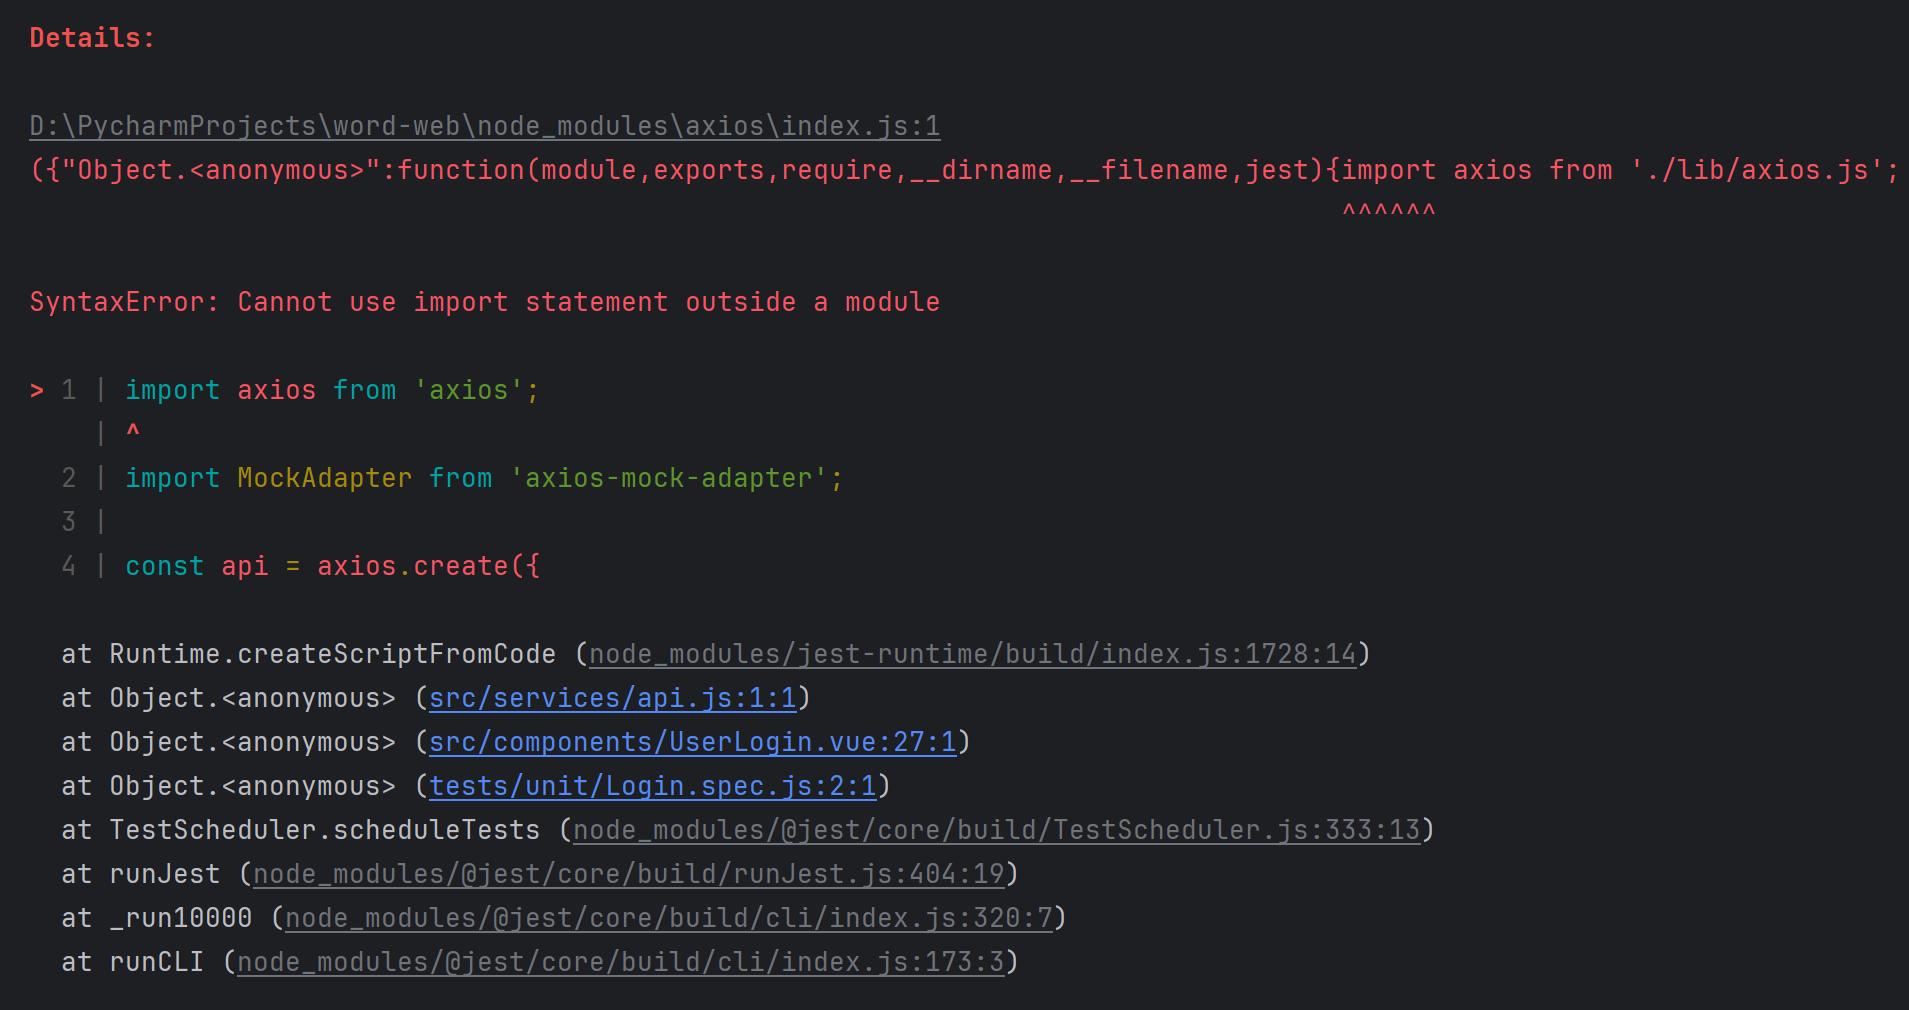 Details:
D:\PycharmProjects\word-web\node_modules\axios\index.js:1
({"Object.<anonymous>":function(module,exports,require,__dirname,__filename,jest){import axios from './lib/axios.js';
^^^^^^
SyntaxError: Cannot use import statement outside a module
> 1 | import axios from 'axios';
| ^
2 | import MockAdapter from 'axios-mock-adapter';
3 |
4 | const api = axios.create({
at Runtime.createScriptFromCode (node_modules/jest-runtime/build/index.js:1728:14)
at Object.<anonymous> (src/services/api.js:1:1)
at Object.<anonymous> (src/components/UserLogin.vue:27:1)
at Object.<anonymous> (tests/unit/Login.spec.js:2:1)
at TestScheduler.scheduleTests (node_modules/@jest/core/build/TestScheduler.js:333:13)
at runJest (node_modules/@jest/core/build/runJest.js:404:19)
at _run10000 (node_modules/@jest/core/build/cli/index.js:320:7)
at runCLI (node_modules/@jest/core/build/cli/index.js:173:3)